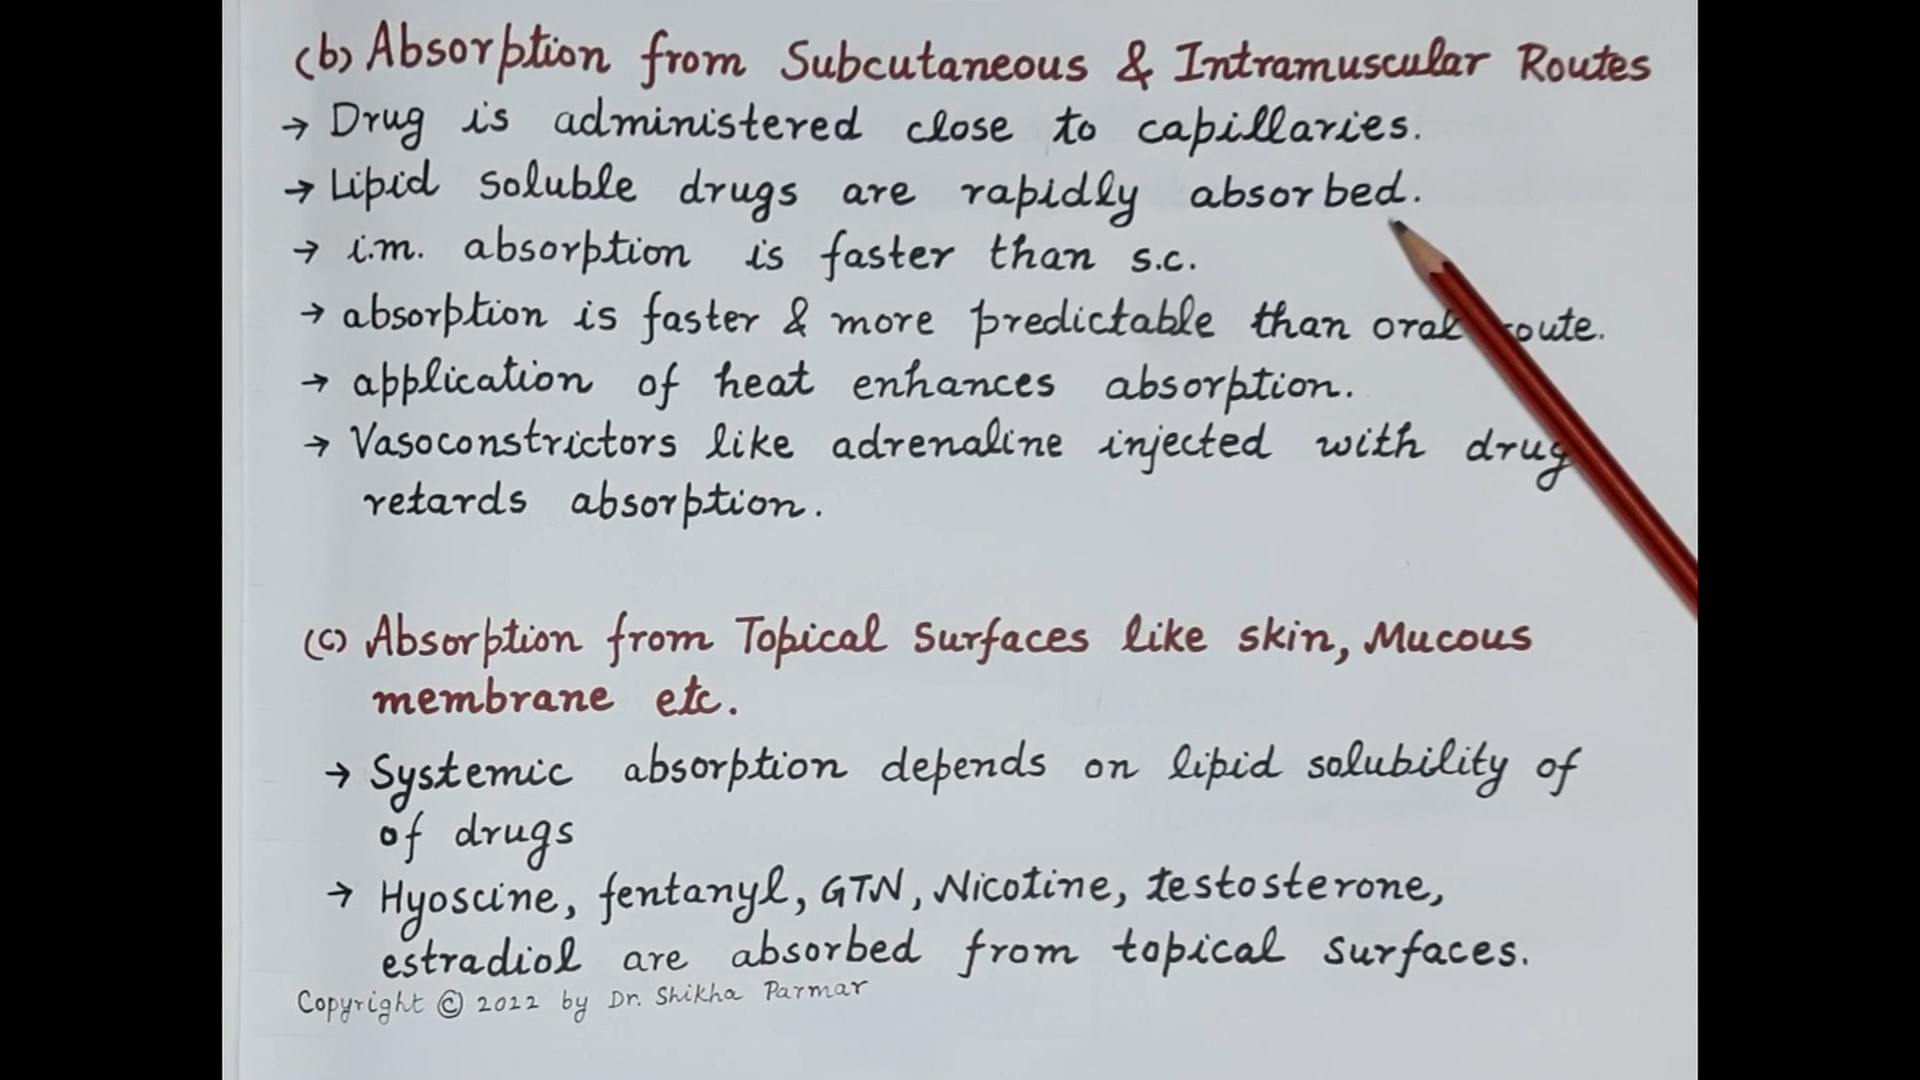 (b) Absorption from Subcutaneous & Intramuscular Routes
→ Drug is administered close to capillaries.
→ Lipid soluble drugs are rapidly absorbed.
→ i.m. absorption is faster than s.c.
→ absorption is faster & more predictable than oral route.
→ application of heat enhances absorption.
→ Vasoconstrictors like adrenaline injected with drug
retards absorption.
(c) Absorption from Topical Surfaces like skin, Mucous
membrane etc.
→ Systemic absorption depends on lipid solubility of
of drugs
→ Hyoscine, fentanyl, GTN, Nicotine, testosterone,
estradiol are absorbed from topical surfaces.
Copyright © 2022 by Dr. Shikha Parmar